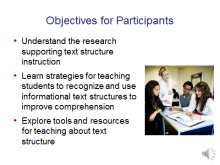 Objectives for Participants
• Understand the research
supporting text structure
instruction
• Learn strategies for teaching
students to recognize and use
informational text structures to
improve comprehension
• Explore tools and resources
for teaching about text
structure